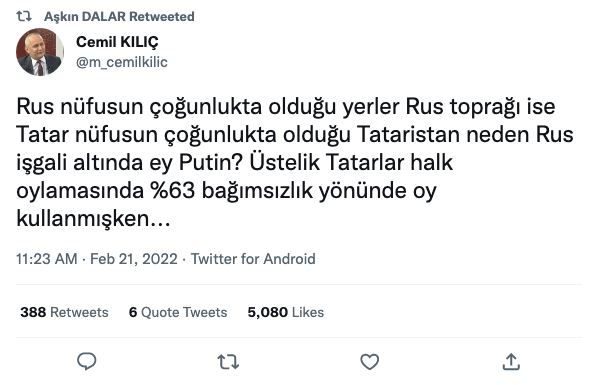 Aşkın DALAR Retweeted
Cemil KILIÇ
@m_cemilkilic
Rus nüfusun çoğunlukta olduğu yerler Rus toprağı ise
Tatar nüfusun çoğunlukta olduğu Tataristan neden Rus
işgali altında ey Putin? Üstelik Tatarlar halk
oylamasında %63 bağımsızlık yönünde oy
kullanmışken...
11:23 AM · Feb 21, 2022 · Twitter for Android
388 Retweets 6 Quote Tweets 5,080 Likes